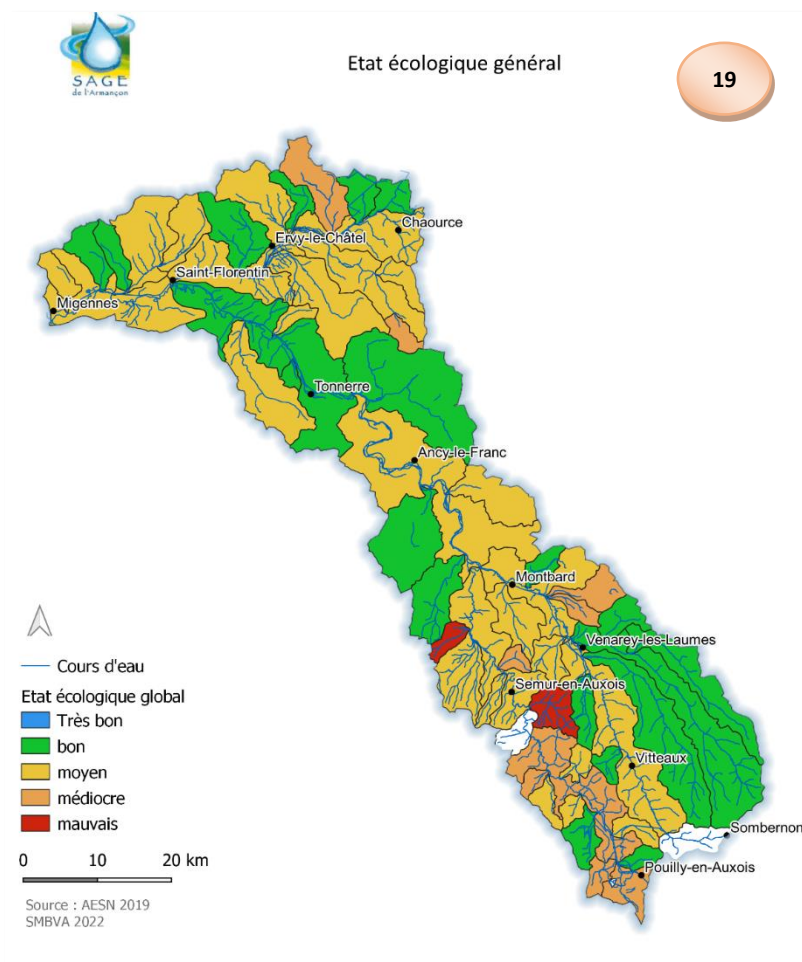 SAGE
de l'Armançon
Etat écologique général
19
Chaource
Ervy-le-Châtel
Saint-Florentin
Migennes
Tonnerre
Ancy-le-Franc
Montbard
Venarey-les-Laumes
Semur-en-Auxois
Vitteaux
Sombernon
Pouilly-en-Auxois
Cours d'eau
Etat écologique global
Très bon
bon
moyen
médiocre
mauvais
0 10 20 km
Source : AESN 2019
SMBVA 2022